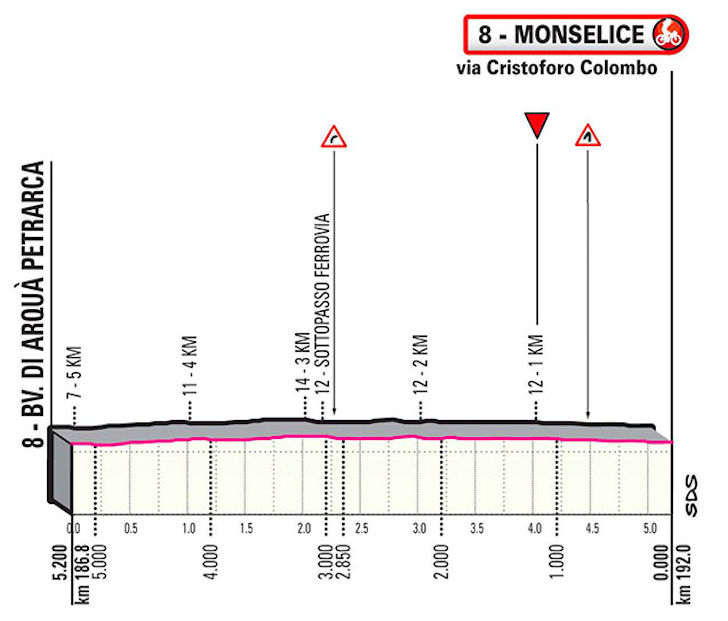 8 - MONSELICE
via Cristoforo Colombo
8 - BV. DI ARQUÀ PETRARCA
7 - 5 KM
11 - 4 KM
14 - 3 KM
12 - SOTTOPASSO FERROVIA
12 - 2 KM
12 - 1 KM
0.0
0.5
1.0
1.5
2.0
2.5
3.0
3.5
4.0
4.5
5.0
5.200
km 186.8
5.000
4.000
3.000
2.850
2.000
1.000
0.000
km 192.0
SDS